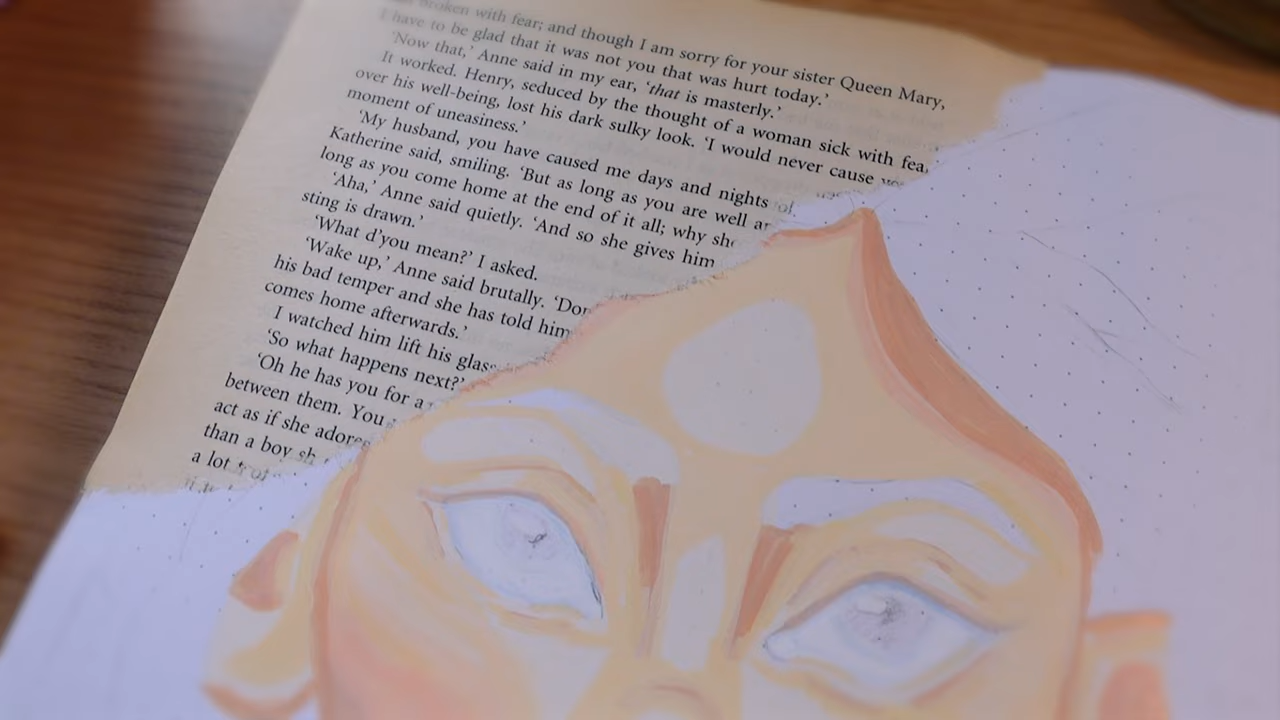 broken with fear; and though I am sorry for your sister Queen Mary,
I have to be glad that it was not you that was hurt today.’
‘Now that,’ Anne said in my ear, ‘that is masterly.’
It worked. Henry, seduced by the thought of a woman sick with fea
over his well-being, lost his dark sulky look. ‘I would never cause
moment of uneasiness.’
‘My husband, you have caused me days and nights of
Katherine said, smiling. ‘But as long as you are well
long as you come home at the end of it all; why
‘Aha,’ Anne said quietly. ‘And so she gives him
sting is drawn.’
‘What d’you mean?’ I asked.
‘Wake up,’ Anne said brutally. ‘Don
his bad temper and she has told him
comes home afterwards.’
I watched him lift his glass
‘So what happens next?’
‘Oh he has you for a
between them. You
act as if she adore
than a boy
a lot